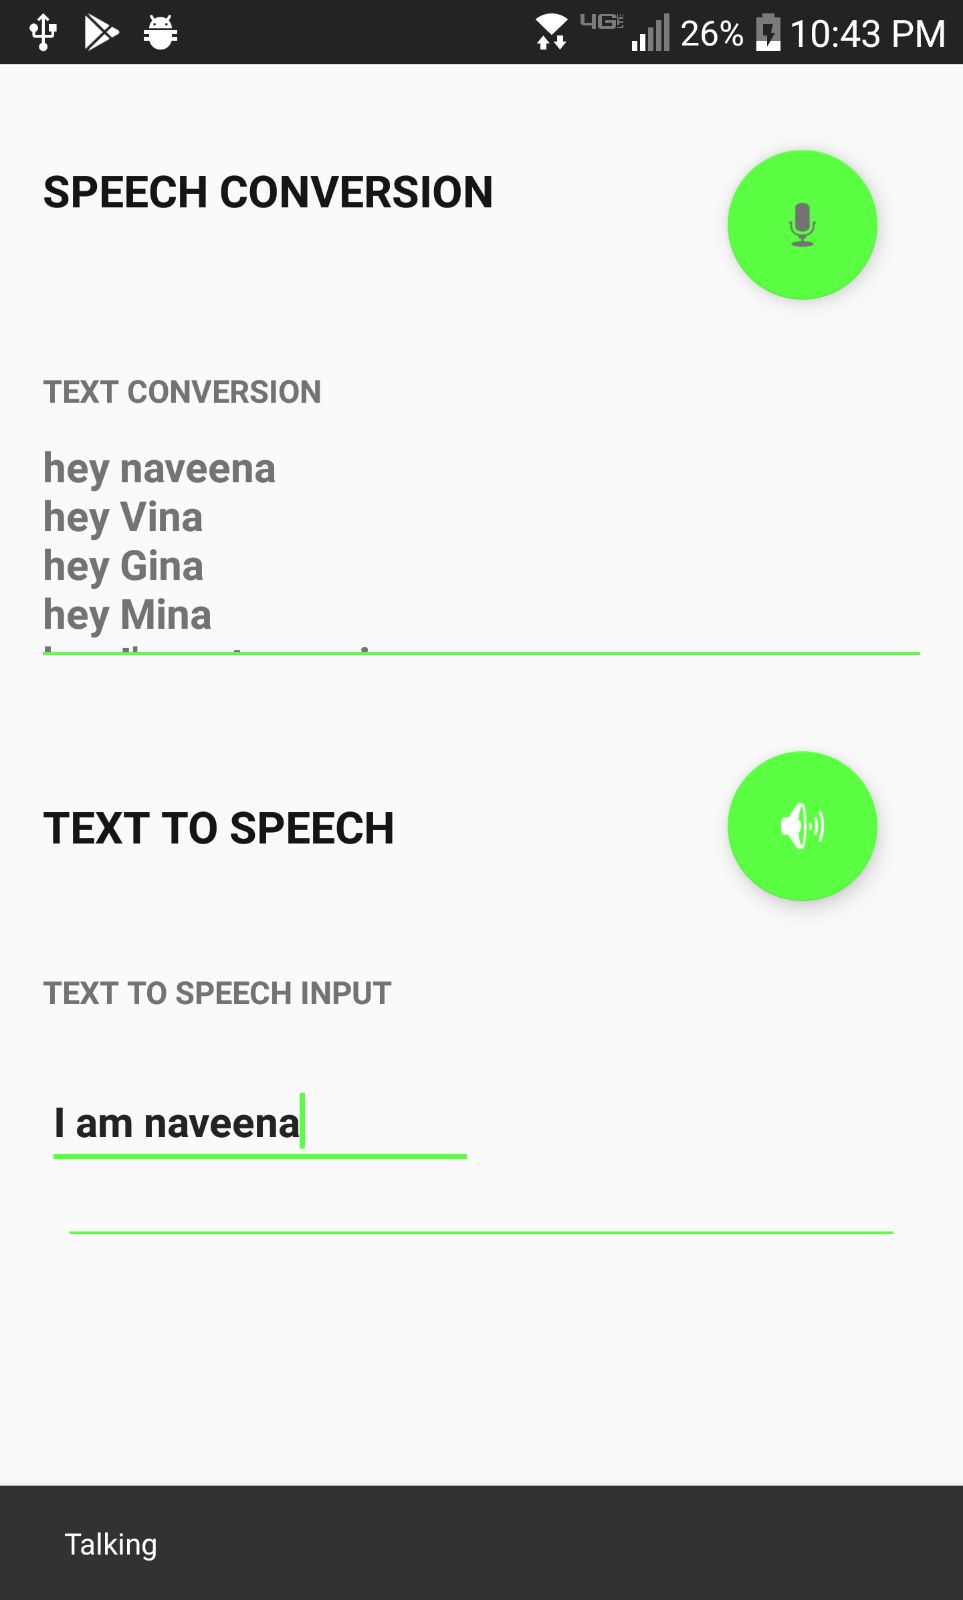 4G LTE 26% 10:43 PM
SPEECH CONVERSION
TEXT CONVERSION
hey naveena
hey Vina
hey Gina
hey Mina
TEXT TO SPEECH
TEXT TO SPEECH INPUT
I am naveena
Talking